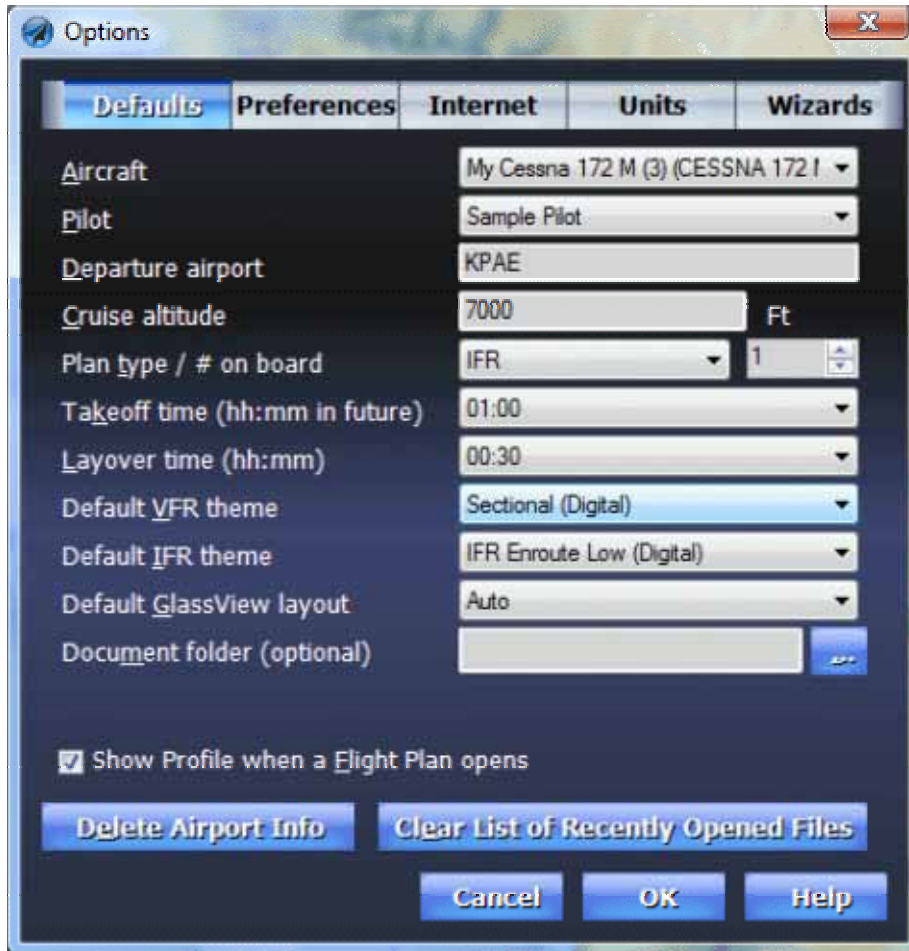 Options
Defaults Preferences Internet Units Wizards
Aircraft My Cessna 172 M (3) (CESSNA 172
Pilot Sample Pilot
Departure airport KPAE
Cruise altitude 7000 Ft
Plan type / # on board IFR 1
Takeoff time (hh:mm in future) 01:00
Layover time (hh:mm) 00:30
Default VFR theme Sectional (Digital)
Default IFR theme IFR Enroute Low (Digital)
Default GlassView layout Auto
Document folder (optional) ...
Show Profile when a Flight Plan opens
Delete Airport Info Clear List of Recently Opened Files
Cancel OK Help